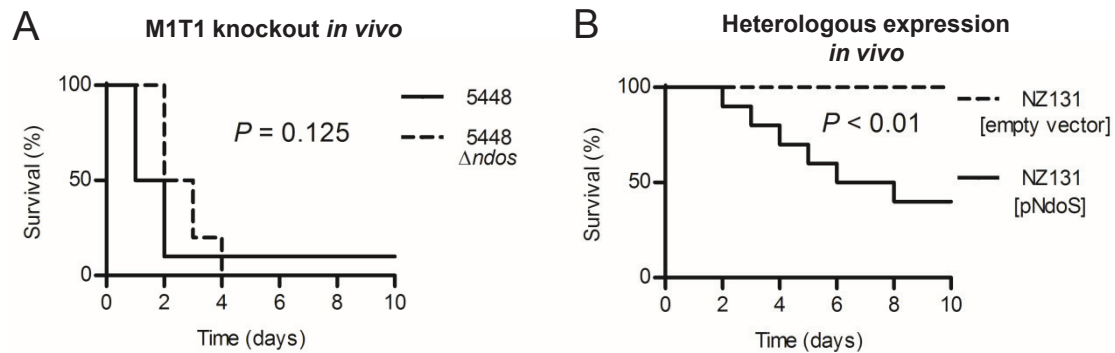 A
M1T1 knockout in vivo
100
50
0
Survival (%)
0 2 4 6 8 10
Time (days)
P = 0.125
5448
5448
Δndos
B
Heterologous expression
in vivo
100
50
0
Survival (%)
0 2 4 6 8 10
Time (days)
P < 0.01
NZ131
[empty vector]
NZ131
[pNdoS]